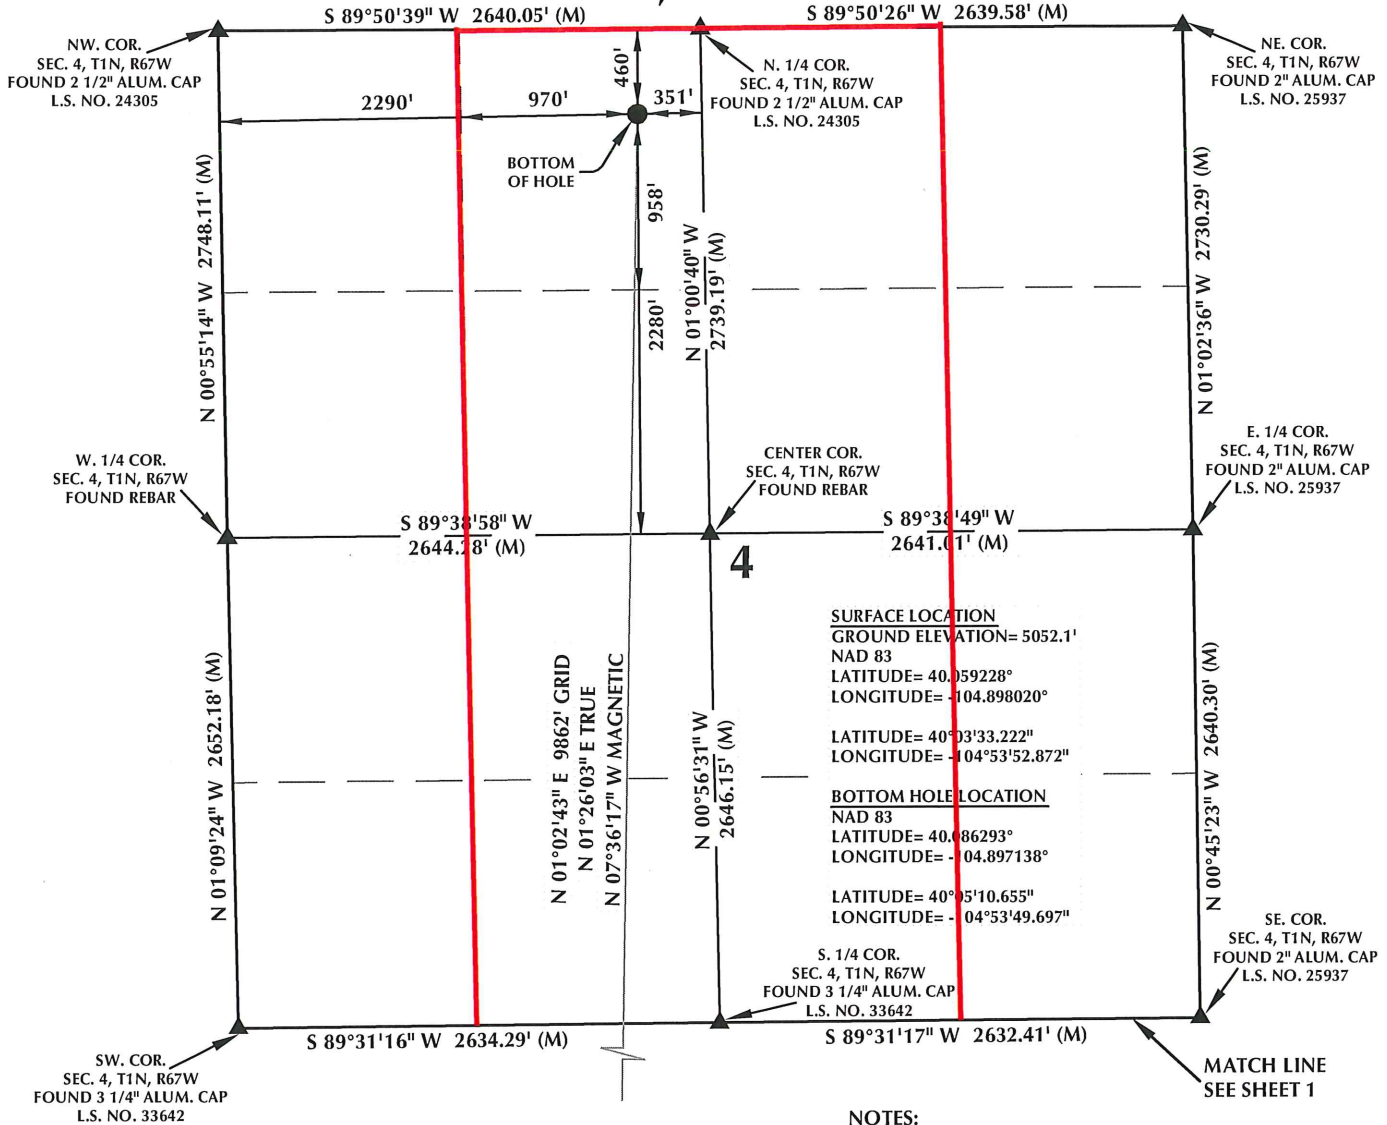 S 89°50'39" W 2640.05' (M)
S 89°50'26" W 2639.58' (M)
NW. COR.
SEC. 4, T1N, R67W
FOUND 2 1/2" ALUM. CAP
L.S. NO. 24305
N. 1/4 COR.
SEC. 4, T1N, R67W
FOUND 2 1/2" ALUM. CAP
L.S. NO. 24305
NE. COR.
SEC. 4, T1N, R67W
FOUND 2" ALUM. CAP
L.S. NO. 25937
460'
2290'
970'
351'
BOTTOM
OF HOLE
958'
2280'
N 00°55'14" W 2748.11' (M)
N 01°00'40" W
2739.19' (M)
N 01°02'36" W 2730.29' (M)
W. 1/4 COR.
SEC. 4, T1N, R67W
FOUND REBAR
CENTER COR.
SEC. 4, T1N, R67W
FOUND REBAR
E. 1/4 COR.
SEC. 4, T1N, R67W
FOUND 2" ALUM. CAP
L.S. NO. 25937
S 89°38'58" W
2644.28' (M)
S 89°38'49" W
2641.01' (M)
4
SURFACE LOCATION
GROUND ELEVATION= 5052.1'
NAD 83
LATITUDE= 40.059228°
LONGITUDE= -104.898020°
LATITUDE= 40°03'33.222"
LONGITUDE= -104°53'52.872"
BOTTOM HOLE LOCATION
NAD 83
LATITUDE= 40.086293°
LONGITUDE= -104.897138°
LATITUDE= 40°05'10.655"
LONGITUDE= -104°53'49.697"
N 01°09'24" W 2652.18' (M)
N 01°02'43" E 9862' GRID
N 01°26'03" E TRUE
N 07°36'17" W MAGNETIC
N 00°56'31" W
2646.15' (M)
N 00°45'23" W 2640.30' (M)
S. 1/4 COR.
SEC. 4, T1N, R67W
FOUND 3 1/4" ALUM. CAP
L.S. NO. 33642
SE. COR.
SEC. 4, T1N, R67W
FOUND 2" ALUM. CAP
L.S. NO. 25937
S 89°31'16" W 2634.29' (M)
S 89°31'17" W 2632.41' (M)
SW. COR.
SEC. 4, T1N, R67W
FOUND 3 1/4" ALUM. CAP
L.S. NO. 33642
MATCH LINE
SEE SHEET 1
NOTES: